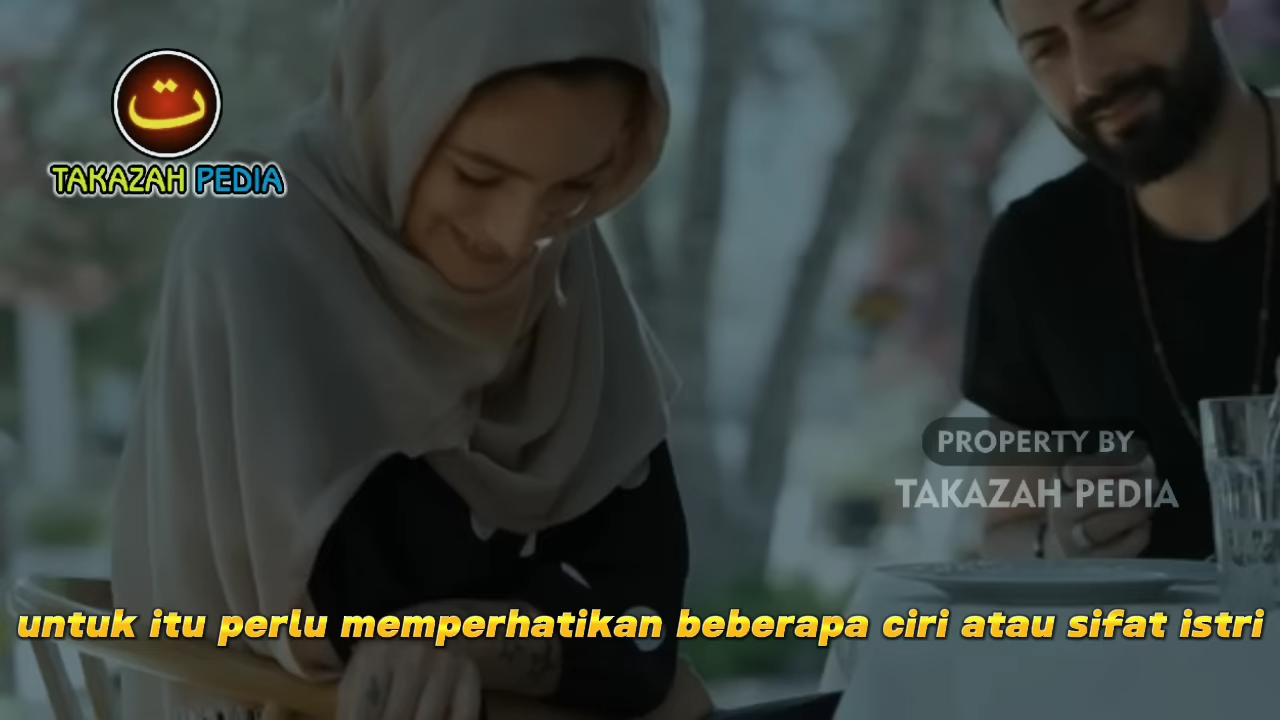 ت
TAKAZAH PEDIA
PROPERTY BY
TAKAZAH PEDIA
untuk itu perlu memperhatikan beberapa ciri atau sifat istri